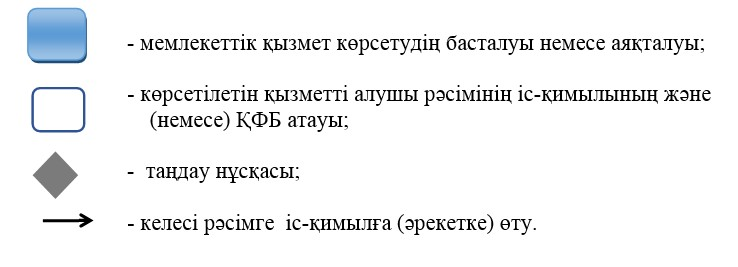 - мемлекеттік қызмет көрсетудің басталуы немесе аяқталуы;
- көрсетілетін қызметті алушы рәсімінің іс-қимылының және
(немесе) ҚФБ атауы;
- таңдау нұсқасы;
- келесі рәсімге іс-қимылға (әрекетке) өту.